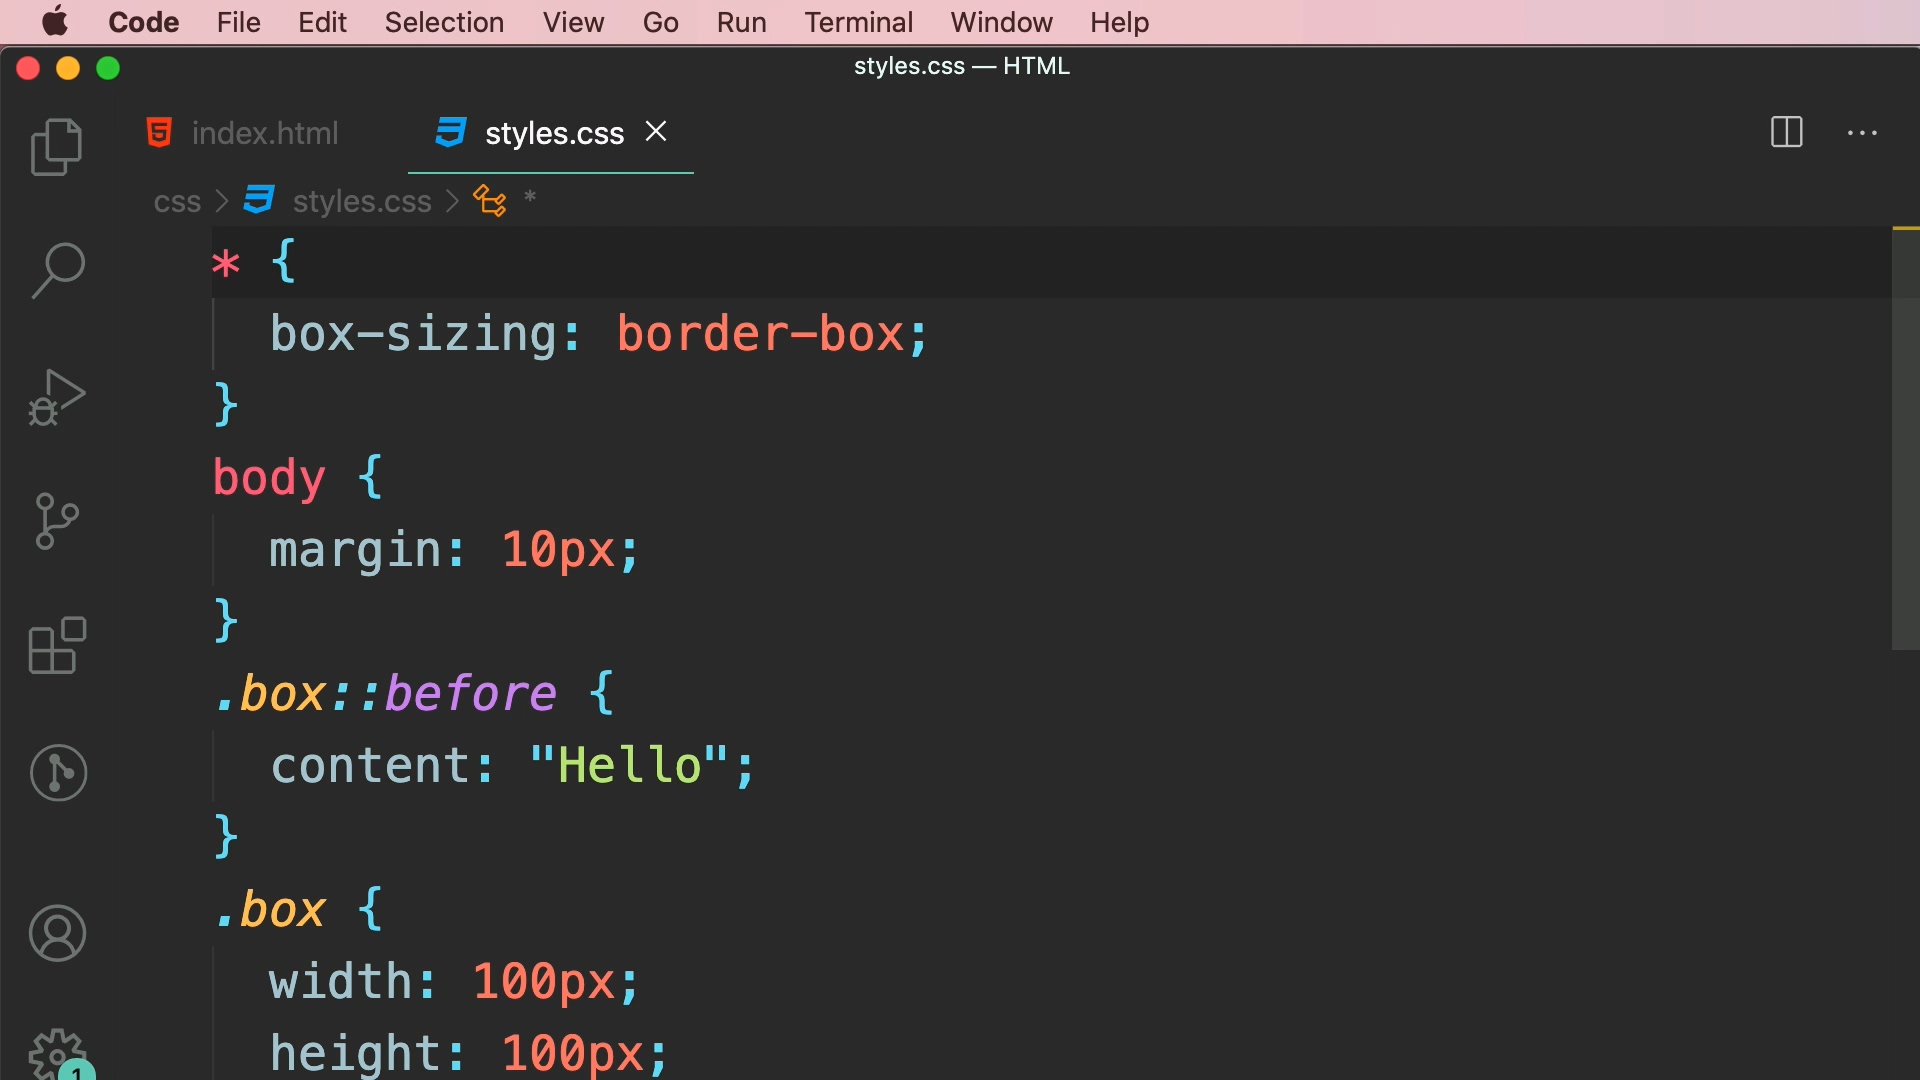 Code File Edit Selection View Go Run Terminal Window Help
styles.css — HTML
index.html styles.css
css > styles.css > *
* {
  box-sizing: border-box;
}
body {
  margin: 10px;
}
.box::before {
  content: "Hello";
}
.box {
  width: 100px;
  height: 100px;
1